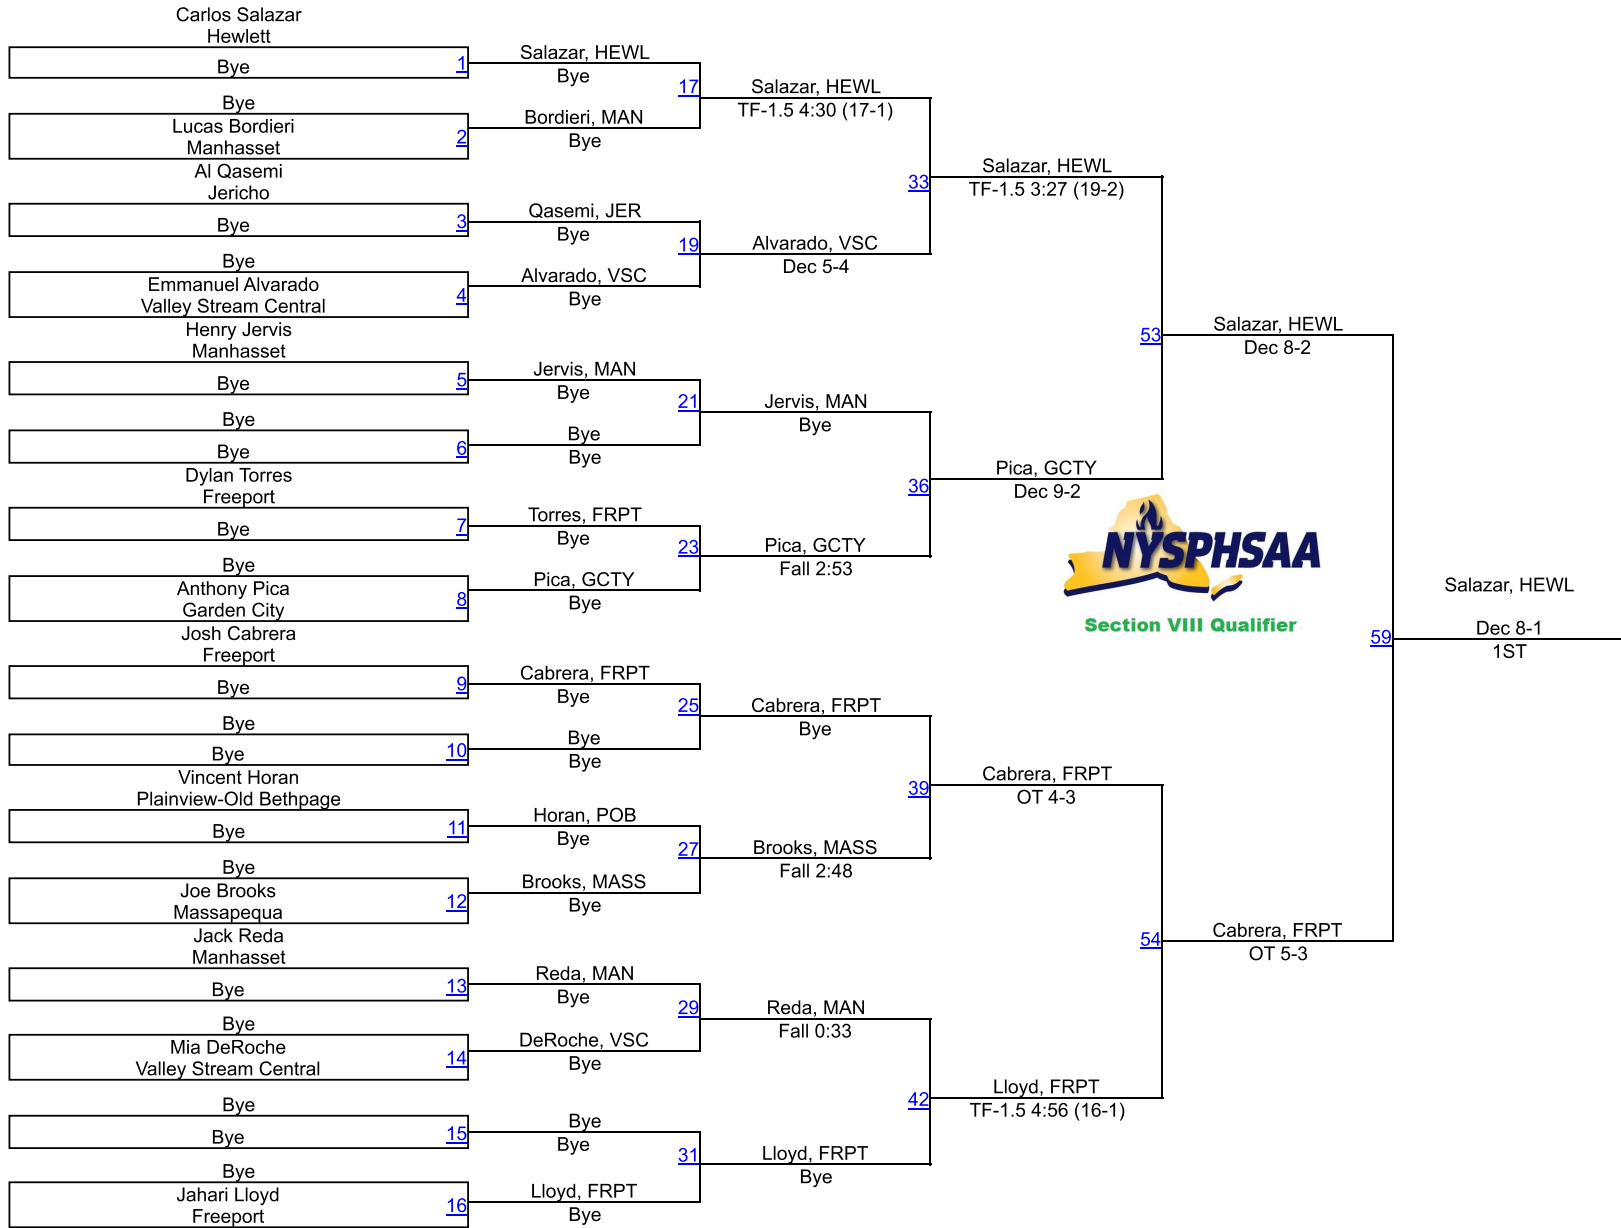 Carlos Salazar
Hewlett
Bye
1
Bye
Lucas Bordieri
Manhasset
2
Al Qasemi
Jericho
Bye
3
Bye
Emmanuel Alvarado
Valley Stream Central
4
Henry Jervis
Manhasset
Bye
5
Bye
Bye
6
Dylan Torres
Freeport
Bye
7
Bye
Anthony Pica
Garden City
8
Josh Cabrera
Freeport
Bye
9
Bye
Bye
10
Vincent Horan
Plainview-Old Bethpage
Bye
11
Bye
Joe Brooks
Massapequa
12
Jack Reda
Manhasset
Bye
13
Bye
Mia DeRoche
Valley Stream Central
14
Bye
Bye
15
Bye
Jahari Lloyd
Freeport
16
Salazar, HEWL
Bye
17
Bordieri, MAN
Bye
Qasemi, JER
Bye
19
Alvarado, VSC
Bye
Jervis, MAN
Bye
21
Bye
Bye
Torres, FRPT
Bye
23
Pica, GCTY
Bye
Cabrera, FRPT
Bye
25
Bye
Bye
Horan, POB
Bye
27
Brooks, MASS
Bye
Reda, MAN
Bye
29
DeRoche, VSC
Bye
Bye
Bye
31
Lloyd, FRPT
Bye
Salazar, HEWL
TF-1.5 4:30 (17-1)
33
Alvarado, VSC
Dec 5-4
Jervis, MAN
Bye
36
Pica, GCTY
Fall 2:53
Cabrera, FRPT
Bye
39
Brooks, MASS
Fall 2:48
Reda, MAN
Fall 0:33
42
Lloyd, FRPT
Bye
Salazar, HEWL
TF-1.5 3:27 (19-2)
53
Pica, GCTY
Dec 9-2
Cabrera, FRPT
OT 4-3
54
Lloyd, FRPT
TF-1.5 4:56 (16-1)
Salazar, HEWL
Dec 8-2
NYSPHSAA
Section VIII Qualifier
59
Cabrera, FRPT
OT 5-3
Salazar, HEWL
Dec 8-1
1ST